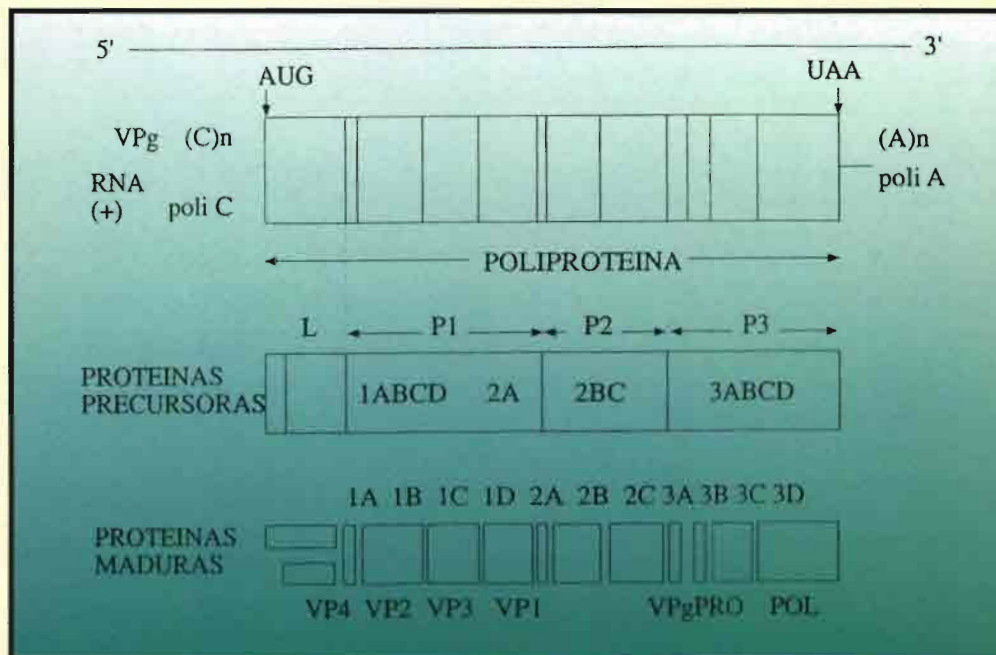 5' 3'
AUG UAA
VPg (C)n (A)n
RNA poli A
(+) poli C
POLIPROTEINA
L P1 P2 P3
PROTEINAS
PRECURSORAS 1ABCD 2A 2BC 3ABCD
1A 1B 1C 1D 2A 2B 2C 3A 3B 3C 3D
PROTEINAS
MADURAS
VP4 VP2 VP3 VP1 VPgPRO POL